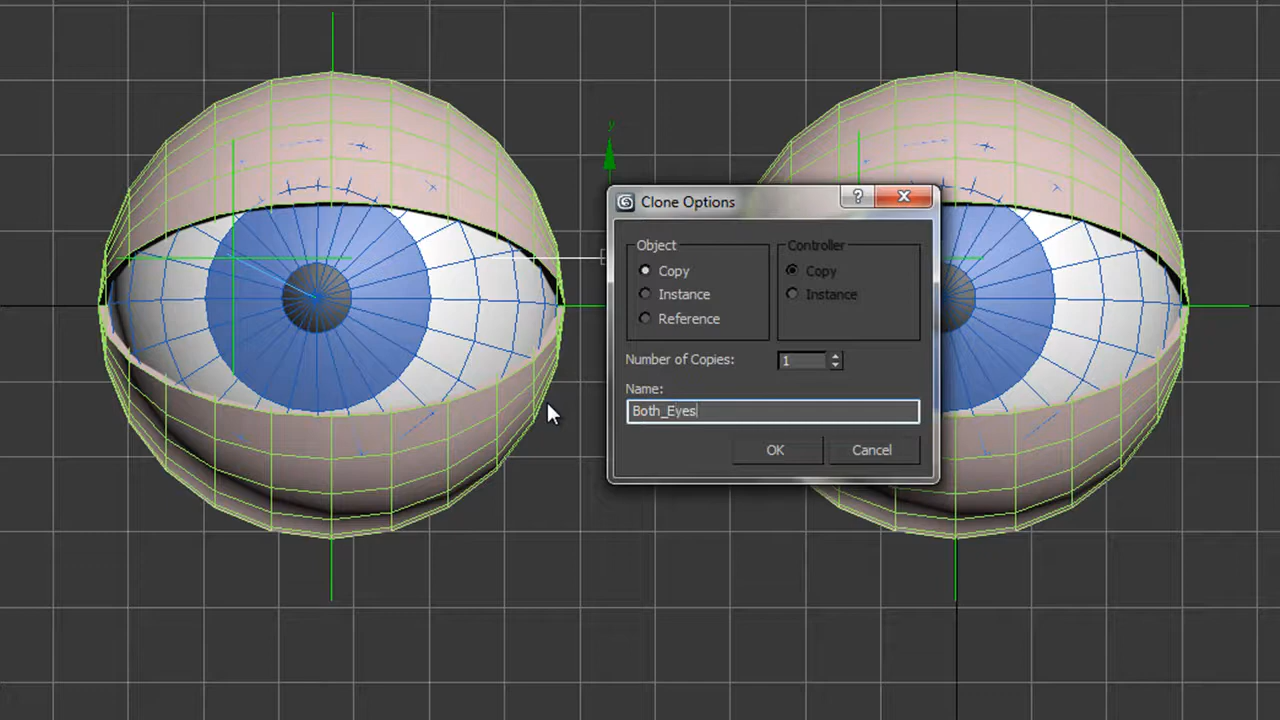 y
Clone Options
?
Object
Controller
Copy
Copy
Instance
Instance
Reference
Number of Copies:
1
Name:
Both_Eyes
OK
Cancel